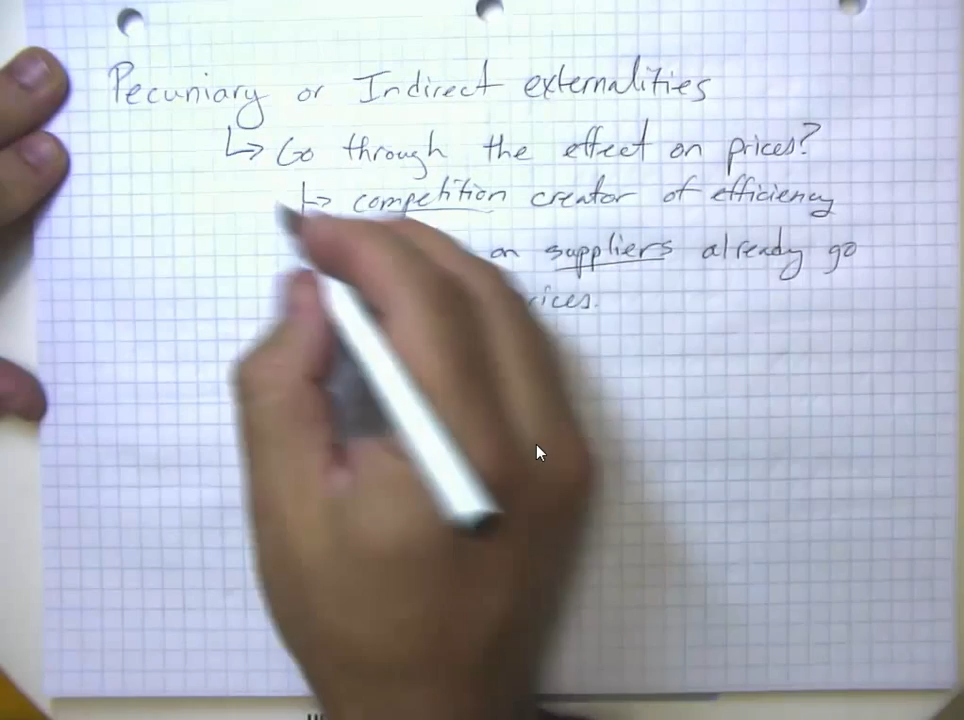 Pecuniary or Indirect externalities
↳ Go through the effect on prices?
↳ competition creator of efficiency
on suppliers already go